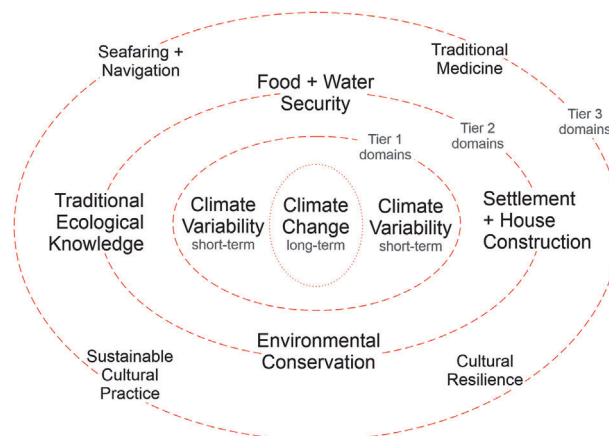 Seafaring +
Navigation
Traditional
Medicine
Food + Water
Security
Tier 1
domains
Tier 2
domains
Tier 3
domains
Traditional
Ecological
Knowledge
Climate
Variability
short-term
Climate
Change
long-term
Climate
Variability
short-term
Settlement
+ House
Construction
Environmental
Conservation
Sustainable
Cultural
Practice
Cultural
Resilience